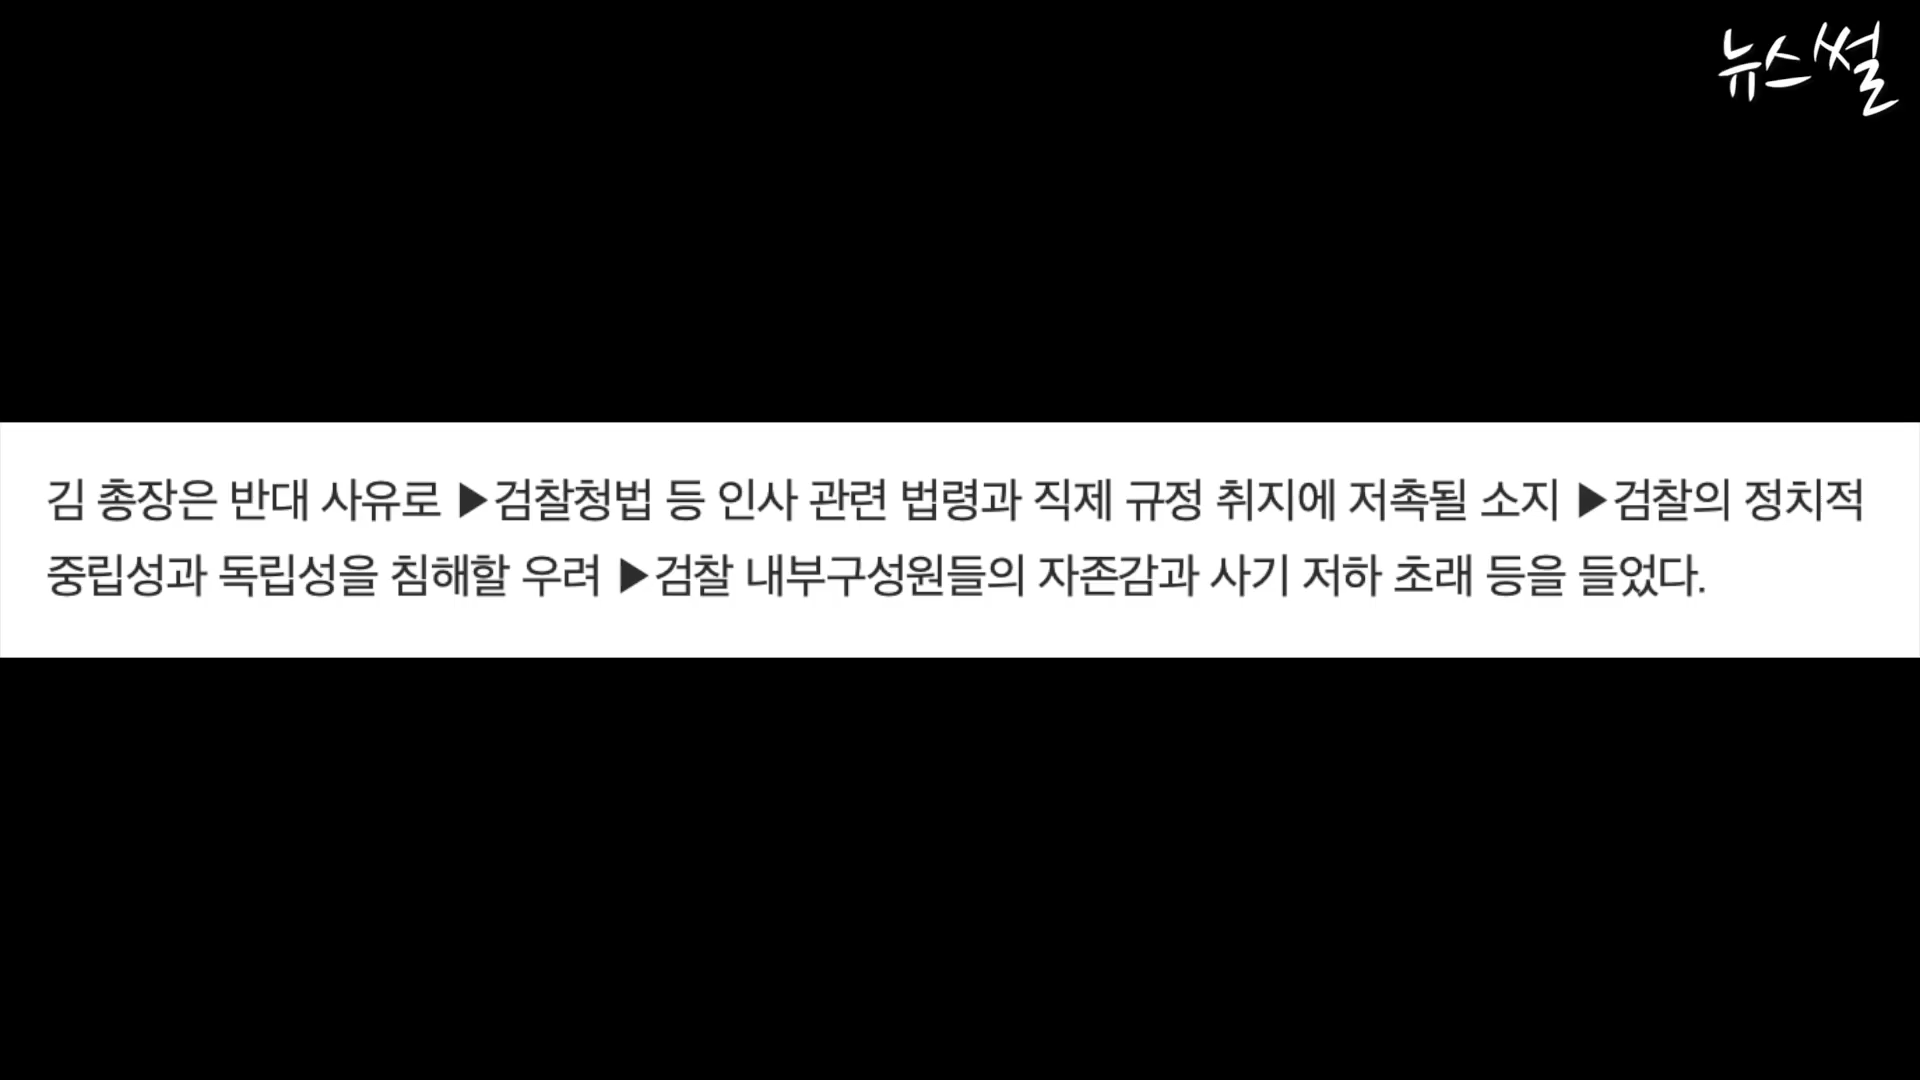 뉴스썰
김 총장은 반대 사유로 ▶검찰청법 등 인사 관련 법령과 직제 규정 취지에 저촉될 소지 ▶검찰의 정치적
중립성과 독립성을 침해할 우려 ▶검찰 내부구성원들의 자존감과 사기 저하 초래 등을 들었다.